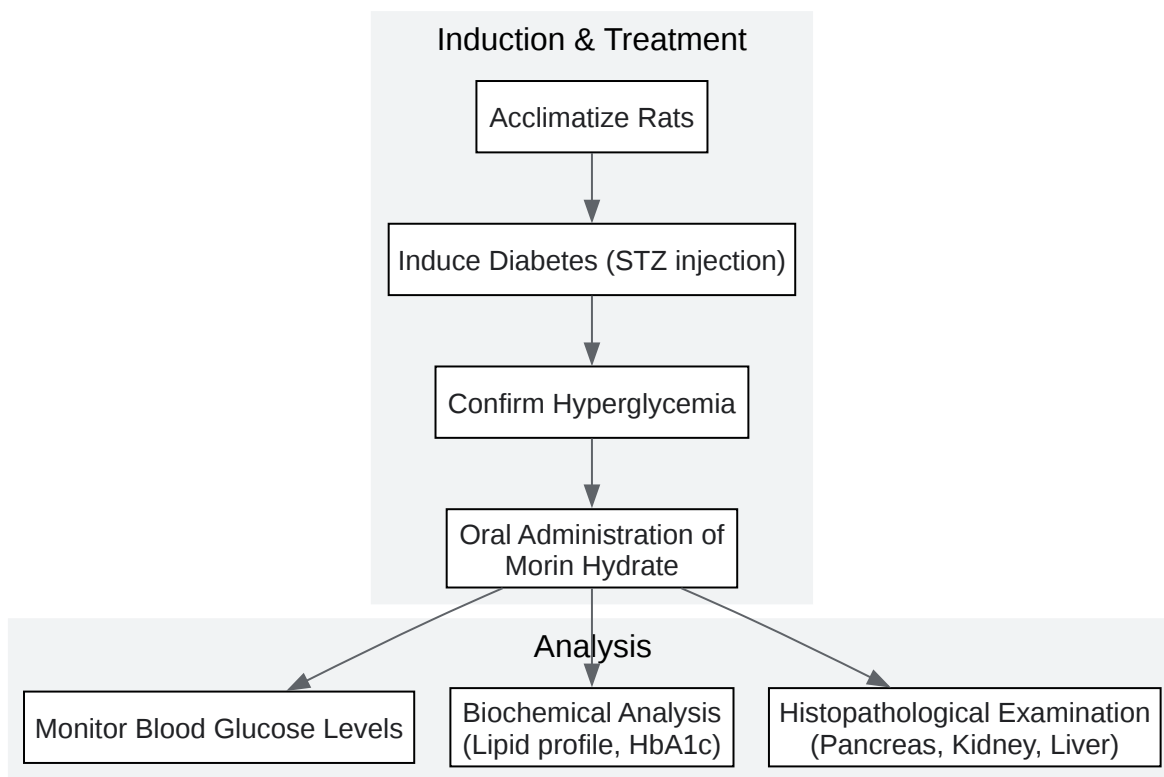 Induction & Treatment
Acclimatize Rats
Induce Diabetes (STZ injection)
Confirm Hyperglycemia
Oral Administration of
Morin Hydrate
Analysis
Monitor Blood Glucose Levels
Biochemical Analysis
(Lipid profile, HbA1c)
Histopathological Examination
(Pancreas, Kidney, Liver)